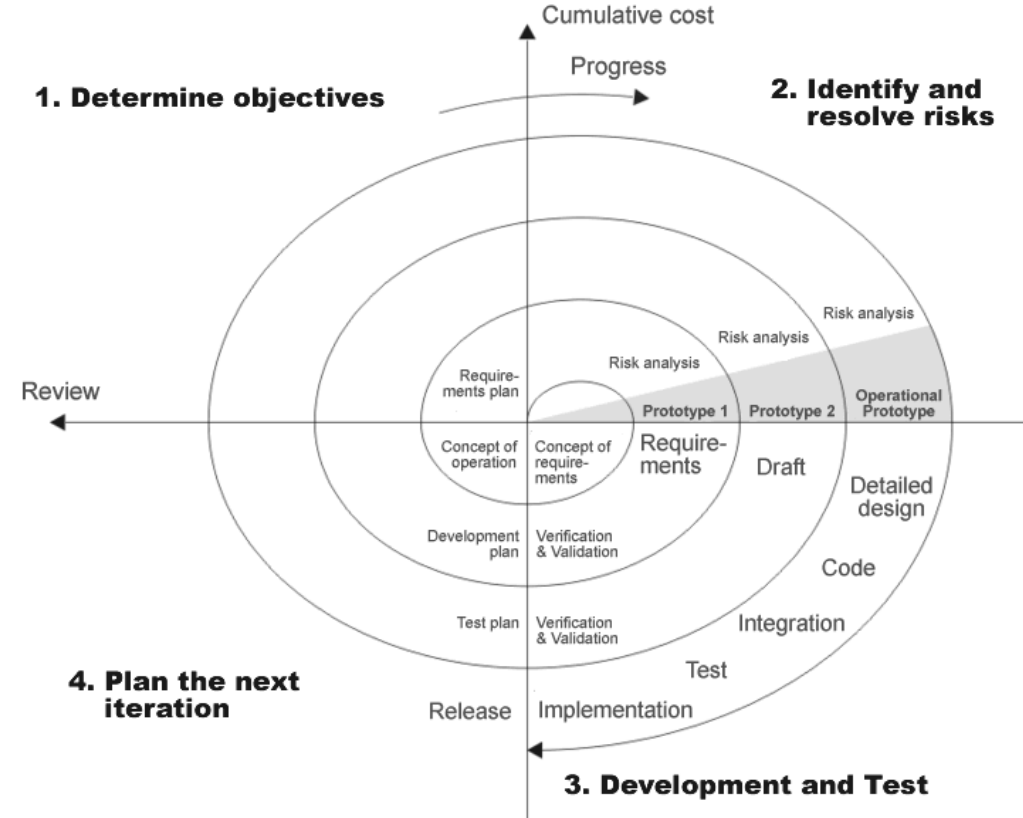 Cumulative cost
Progress
1. Determine objectives
2. Identify and
resolve risks
Risk analysis
Risk analysis
Risk analysis
Require-
ments plan
Review
Prototype 1
Prototype 2
Operational
Prototype
Concept of
operation
Concept of
require-
ments
Require-
ments
Draft
Detailed
design
Development
plan
Verification
& Validation
Code
Test plan
Verification
& Validation
Integration
Test
4. Plan the next
iteration
Release
Implementation
3. Development and Test